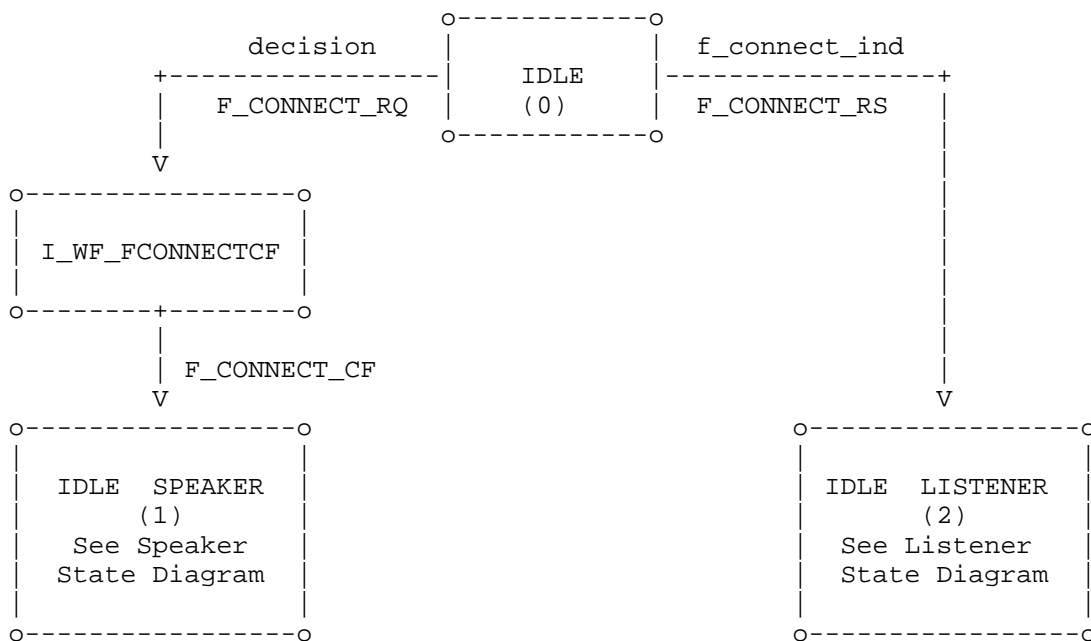 decision f_connect_ind
IDLE
F_CONNECT_RQ (0) F_CONNECT_RS
V
I_WF_FCONNECTCF
F_CONNECT_CF
V V
IDLE SPEAKER IDLE LISTENER
(1) (2)
See Speaker See Listener
State Diagram State Diagram